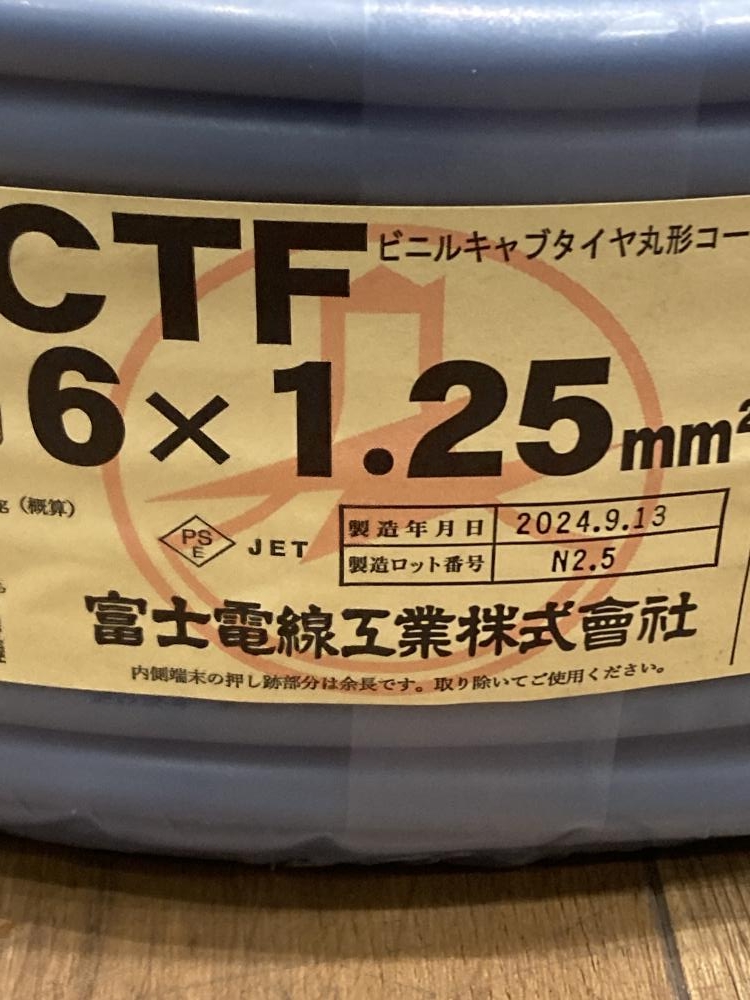 CTF ビニルキャブタイヤ丸形コー
6×1.25mm²
(概算)
PS
E
JET
製造年月日 2024.9.13
製造ロット番号 N2.5
富士電線工業株式會社
内側端末の押し跡部分は余長です。取り除いてご使用ください。